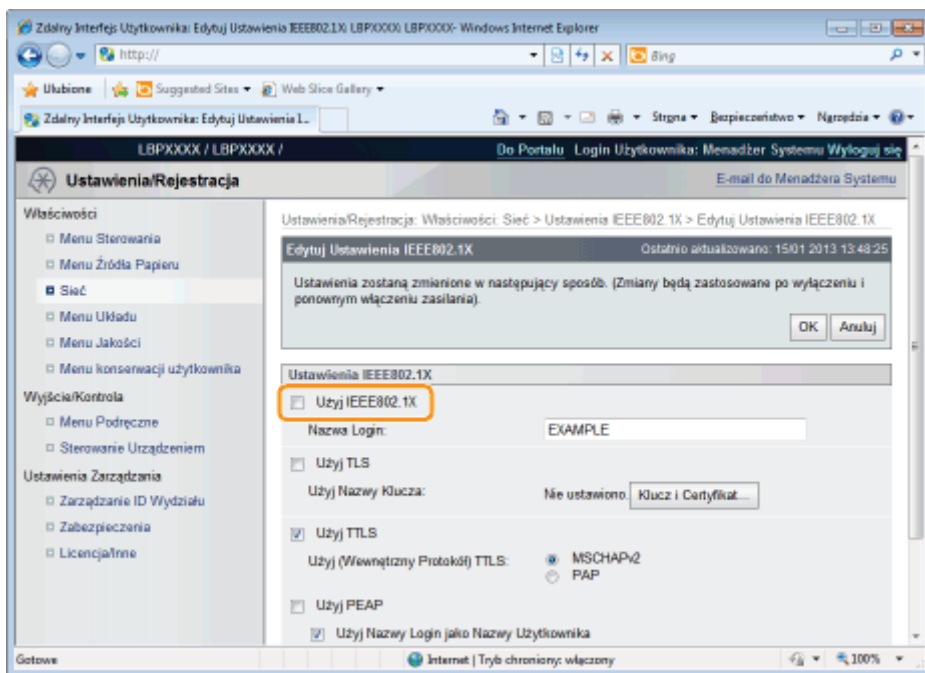 Zdalny Interfejs Użytkownika: Edytuj Ustawienia IEEE802.1X: LBPXXXX: LBPXXXX- Windows Internet Explorer
http://
Bing
Ulubione Suggested Sites Web Slice Gallery
Zdalny Interfejs Użytkownika: Edytuj Ustawienia I...
Strona Bezpieczeństwo Narzędzia
LBPXXXX / LBPXXXX /
Do Portalu Login Użytkownika: Menadżer Systemu Wyloguj się
Ustawienia/Rejestracja
E-mail do Menadżera Systemu
Właściwości
Menu Sterowania
Menu Źródła Papieru
Sieć
Menu Układu
Menu Jakości
Menu konserwacji użytkownika
Wyjście/Kontrola
Menu Podręczne
Sterowanie Urządzeniem
Ustawienia Zarządzania
Zarządzanie ID Wydziału
Zabezpieczenia
Licencja/Inne
Ustawienia/Rejestracja: Właściwości: Sieć > Ustawienia IEEE802.1X > Edytuj Ustawienia IEEE802.1X
Edytuj Ustawienia IEEE802.1X
Ostatnio aktualizowano: 15/01 2013 13:48:25
Ustawienia zostaną zmienione w następujący sposób. (Zmiany będą zastosowane po wyłączeniu i
ponownym włączeniu zasilania).
OK Anuluj
Ustawienia IEEE802.1X
Użyj IEEE802.1X
Nazwa Login: EXAMPLE
Użyj TLS
Użyj Nazwy Klucza: Nie ustawiono. Klucz i Certyfikat...
Użyj TTLS
Użyj (Wewnętrzny Protokół) TTLS: MSCHAPv2
PAP
Użyj PEAP
Użyj Nazwy Login jako Nazwy Użytkownika
Gotowe
Internet | Tryb chroniony: włączony
100%